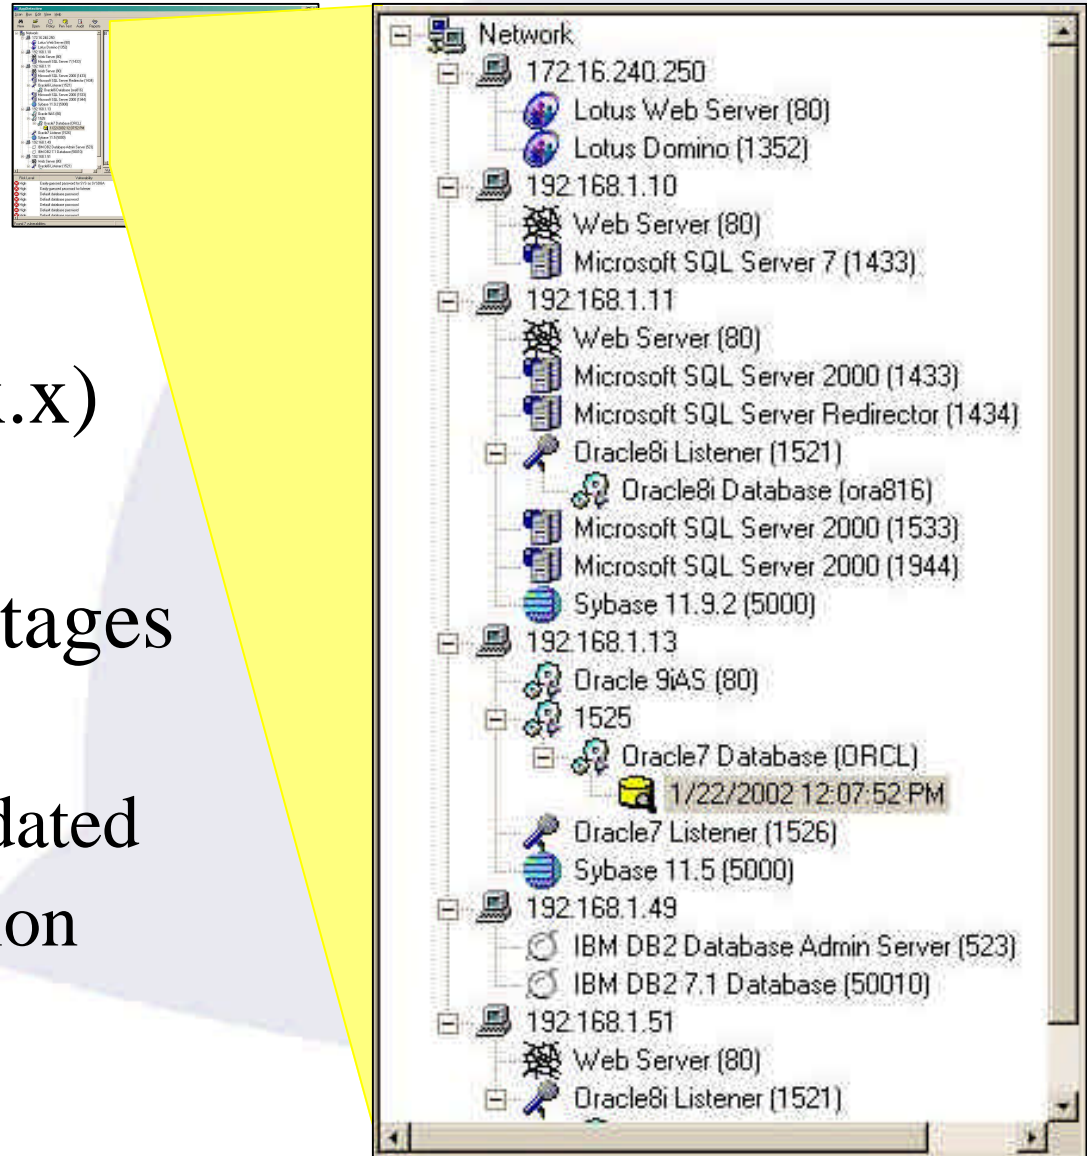 Network
172.16.240.250
Lotus Web Server (80)
Lotus Domino (1352)
192.168.1.10
Web Server (80)
Microsoft SQL Server 7 (1433)
192.168.1.11
Web Server (80)
Microsoft SQL Server 2000 (1433)
Microsoft SQL Server Redirector (1434)
Oracle8i Listener (1521)
Oracle8i Database (ora816)
Microsoft SQL Server 2000 (1533)
Microsoft SQL Server 2000 (1944)
Sybase 11.9.2 (5000)
192.168.1.13
Oracle 9iAS (80)
1525
Oracle7 Database (ORCL)
1/22/2002 12:07:52 PM
Oracle7 Listener (1526)
Sybase 11.5 (5000)
192.168.1.49
IBM DB2 Database Admin Server (523)
IBM DB2 7.1 Database (50010)
192.168.1.51
Web Server (80)
Oracle8i Listener (1521)
.x)
tages
dated
on